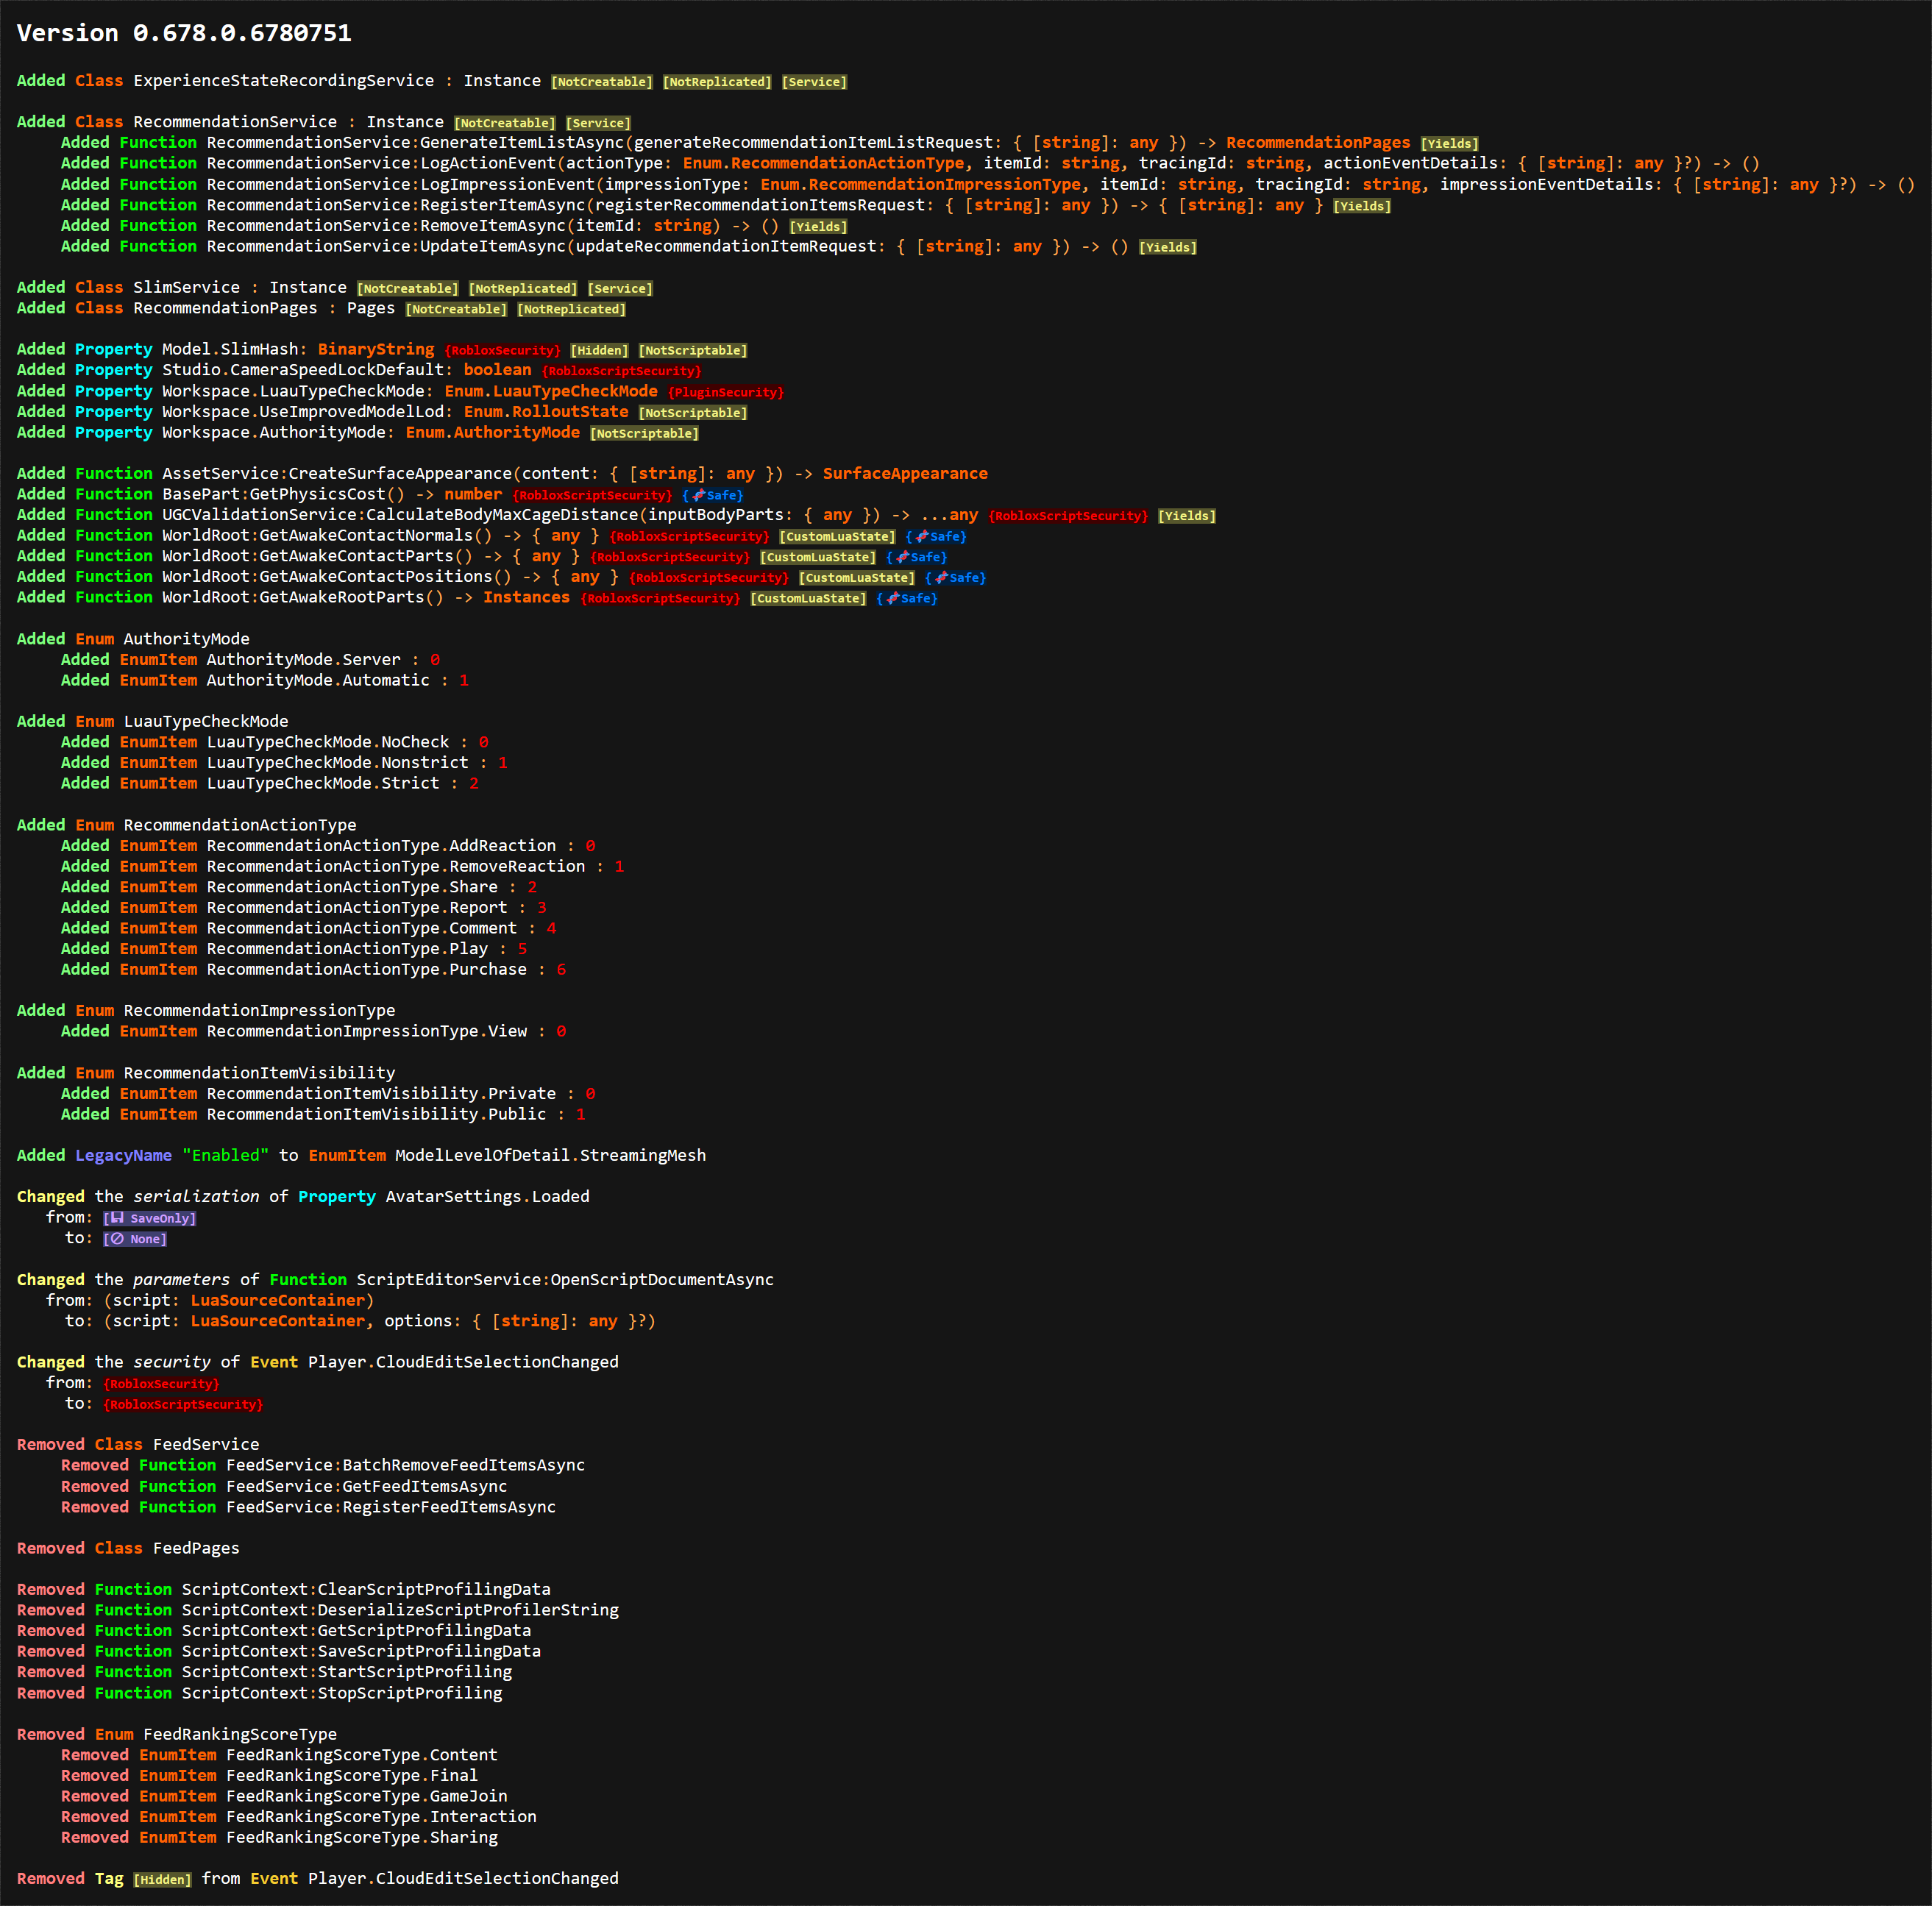 Version 0.678.0.6780751
Added Class ExperienceStateRecordingService : Instance [NotCreatable] [NotReplicated] [Service]
Added Class RecommendationService : Instance [NotCreatable] [Service]
Added Function RecommendationService:GenerateItemListAsync(generateRecommendationItemListRequest: { [string]: any }) -> RecommendationPages [Yields]
Added Function RecommendationService:LogActionEvent(actionType: Enum.RecommendationActionType, itemId: string, tracingId: string, actionEventDetails: { [string]: any }?) -> ()
Added Function RecommendationService:LogImpressionEvent(impressionType: Enum.RecommendationImpressionType, itemId: string, tracingId: string, impressionEventDetails: { [string]: any }?) -> ()
Added Function RecommendationService:RegisterItemAsync(registerRecommendationItemsRequest: { [string]: any }) -> { [string]: any } [Yields]
Added Function RecommendationService:RemoveItemAsync(itemId: string) -> () [Yields]
Added Function RecommendationService:UpdateItemAsync(updateRecommendationItemRequest: { [string]: any }) -> () [Yields]
Added Class SlimService : Instance [NotCreatable] [NotReplicated] [Service]
Added Class RecommendationPages : Pages [NotCreatable] [NotReplicated]
Added Property Model.SlimHash: BinaryString {RobloxSecurity} [Hidden] [NotScriptable]
Added Property Studio.CameraSpeedLockDefault: boolean {RobloxScriptSecurity}
Added Property Workspace.LuauTypeCheckMode: Enum.LuauTypeCheckMode {PluginSecurity}
Added Property Workspace.UseImprovedModelLod: Enum.RolloutState [NotScriptable]
Added Property Workspace.AuthorityMode: Enum.AuthorityMode [NotScriptable]
Added Function AssetService:CreateSurfaceAppearance(content: { [string]: any }) -> SurfaceAppearance
Added Function BasePart:GetPhysicsCost() -> number {RobloxScriptSecurity} {🧬Safe}
Added Function UGCValidationService:CalculateBodyMaxCageDistance(inputBodyParts: { any }) -> ...any {RobloxScriptSecurity} [Yields]
Added Function WorldRoot:GetAwakeContactNormals() -> { any } {RobloxScriptSecurity} [CustomLuaState] {🧬Safe}
Added Function WorldRoot:GetAwakeContactParts() -> { any } {RobloxScriptSecurity} [CustomLuaState] {🧬Safe}
Added Function WorldRoot:GetAwakeContactPositions() -> { any } {RobloxScriptSecurity} [CustomLuaState] {🧬Safe}
Added Function WorldRoot:GetAwakeRootParts() -> Instances {RobloxScriptSecurity} [CustomLuaState] {🧬Safe}
Added Enum AuthorityMode
Added EnumItem AuthorityMode.Server : 0
Added EnumItem AuthorityMode.Automatic : 1
Added Enum LuauTypeCheckMode
Added EnumItem LuauTypeCheckMode.NoCheck : 0
Added EnumItem LuauTypeCheckMode.Nonstrict : 1
Added EnumItem LuauTypeCheckMode.Strict : 2
Added Enum RecommendationActionType
Added EnumItem RecommendationActionType.AddReaction : 0
Added EnumItem RecommendationActionType.RemoveReaction : 1
Added EnumItem RecommendationActionType.Share : 2
Added EnumItem RecommendationActionType.Report : 3
Added EnumItem RecommendationActionType.Comment : 4
Added EnumItem RecommendationActionType.Play : 5
Added EnumItem RecommendationActionType.Purchase : 6
Added Enum RecommendationImpressionType
Added EnumItem RecommendationImpressionType.View : 0
Added Enum RecommendationItemVisibility
Added EnumItem RecommendationItemVisibility.Private : 0
Added EnumItem RecommendationItemVisibility.Public : 1
Added LegacyName "Enabled" to EnumItem ModelLevelOfDetail.StreamingMesh
Changed the serialization of Property AvatarSettings.Loaded
from: [💾 SaveOnly]
to: [🚫 None]
Changed the parameters of Function ScriptEditorService:OpenScriptDocumentAsync
from: (script: LuaSourceContainer)
to: (script: LuaSourceContainer, options: { [string]: any }?)
Changed the security of Event Player.CloudEditSelectionChanged
from: {RobloxSecurity}
to: {RobloxScriptSecurity}
Removed Class FeedService
Removed Function FeedService:BatchRemoveFeedItemsAsync
Removed Function FeedService:GetFeedItemsAsync
Removed Function FeedService:RegisterFeedItemsAsync
Removed Class FeedPages
Removed Function ScriptContext:ClearScriptProfilingData
Removed Function ScriptContext:DeserializeScriptProfilerString
Removed Function ScriptContext:GetScriptProfilingData
Removed Function ScriptContext:SaveScriptProfilingData
Removed Function ScriptContext:StartScriptProfiling
Removed Function ScriptContext:StopScriptProfiling
Removed Enum FeedRankingScoreType
Removed EnumItem FeedRankingScoreType.Content
Removed EnumItem FeedRankingScoreType.Final
Removed EnumItem FeedRankingScoreType.GameJoin
Removed EnumItem FeedRankingScoreType.Interaction
Removed EnumItem FeedRankingScoreType.Sharing
Removed Tag [Hidden] from Event Player.CloudEditSelectionChanged